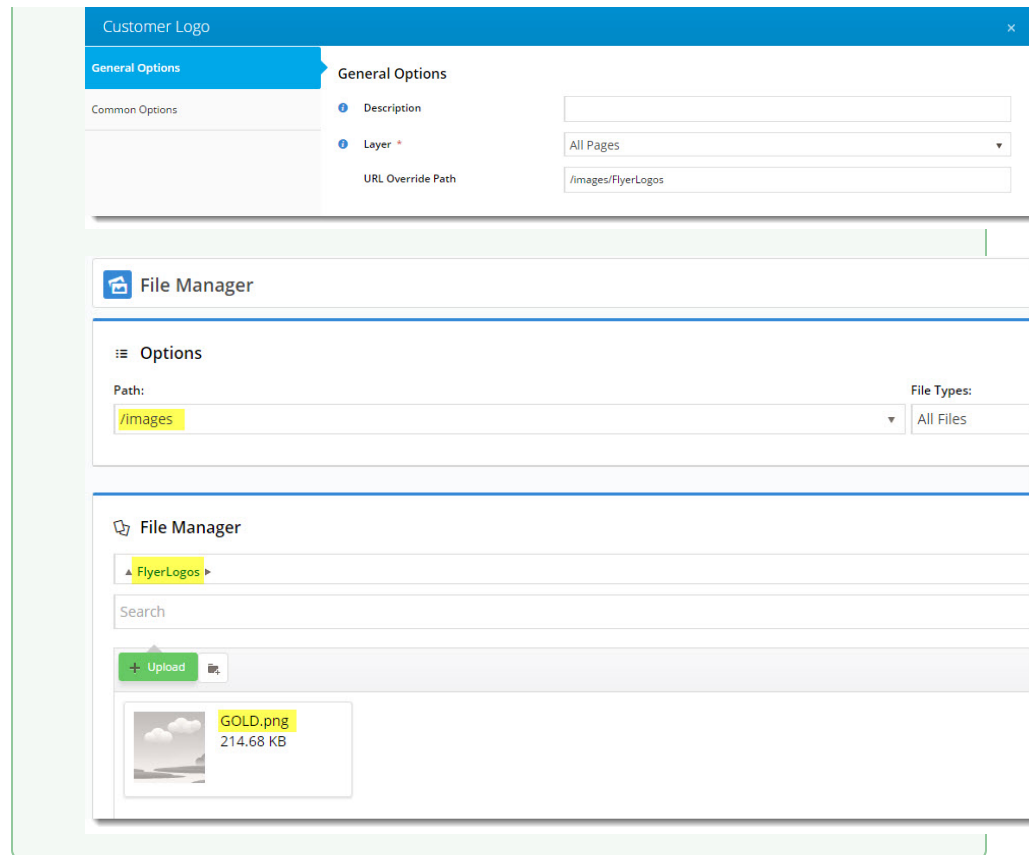 Customer Logo ×
General Options
Common Options
General Options
Description
Layer * All Pages
URL Override Path /images/FlyerLogos
File Manager
Options
Path: File Types:
/images All Files
File Manager
FlyerLogos
Search
+ Upload
GOLD.png
214.68 KB